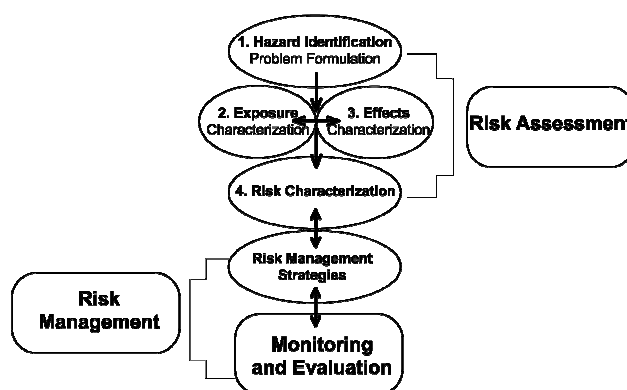 1. Hazard Identification
Problem Formulation
2. Exposure
Characterization
3. Effects
Characterization
Risk Assessment
4. Risk Characterization
Risk Management
Strategies
Risk
Management
Monitoring
and Evaluation